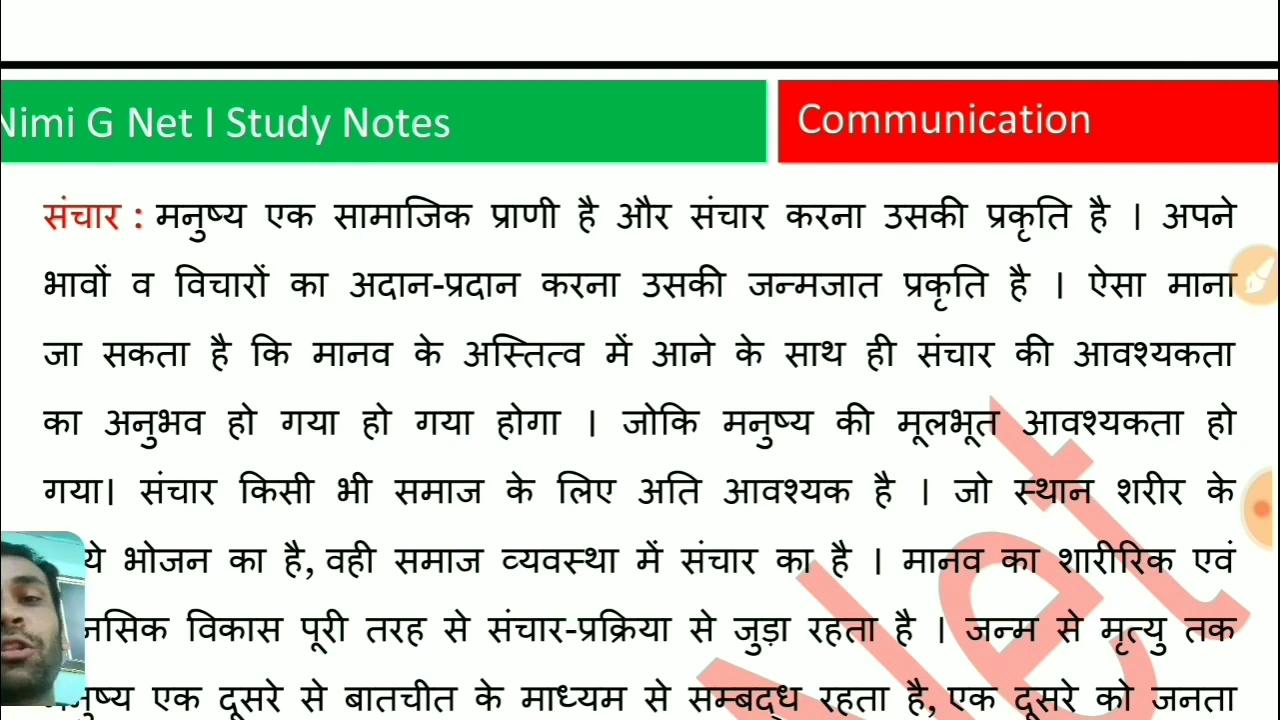 Nimi G Net I Study Notes
Communication
संचार : मनुष्य एक सामाजिक प्राणी है और संचार करना उसकी प्रकृति है । अपने
भावों व विचारों का अदान-प्रदान करना उसकी जन्मजात प्रकृति है । ऐसा माना
जा सकता है कि मानव के अस्तित्व में आने के साथ ही संचार की आवश्यकता
का अनुभव हो गया हो गया होगा । जोकि मनुष्य की मूलभूत आवश्यकता हो
गया। संचार किसी भी समाज के लिए अति आवश्यक है । जो स्थान शरीर के
भोजन का है, वही समाज व्यवस्था में संचार का है । मानव का शारीरिक एवं
विकास पूरी तरह से संचार-प्रक्रिया से जुड़ा रहता है । जन्म से मृत्यु तक
एक दूसरे से बातचीत के माध्यम से सम्बद्ध रहता है, एक दूसरे को जनता
Net